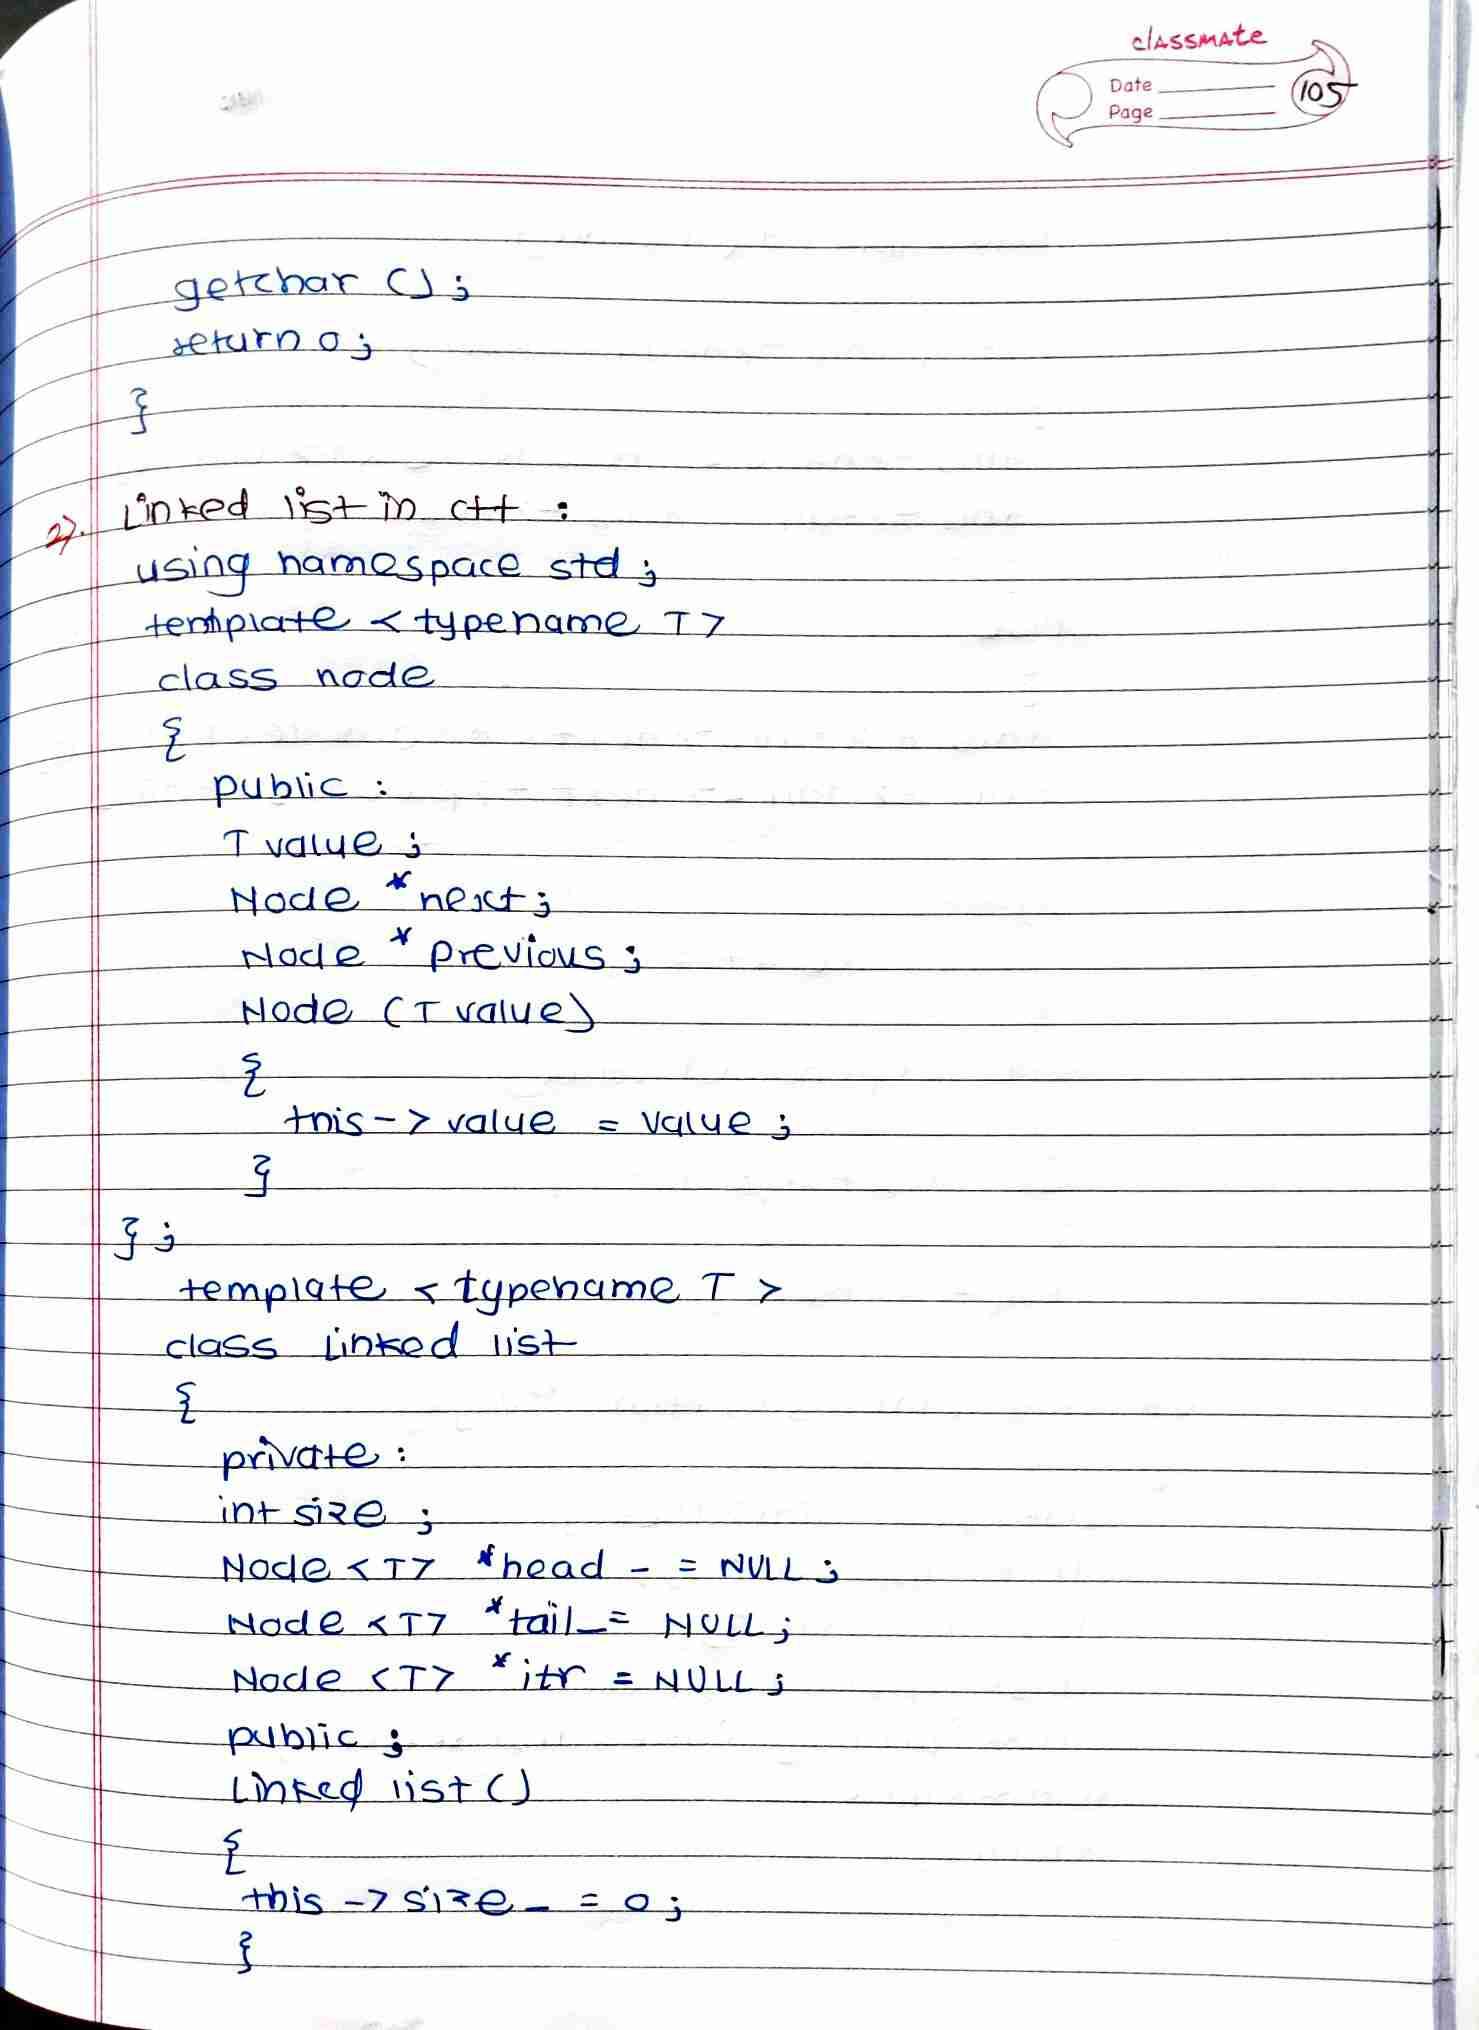 classmate
Date
Page
105
getchar ();
return 0;
}
2). Linked list in c++ :
using namespace std;
template < typename T>
class node
{
public :
T value ;
Node *next;
Node * previous;
Node (T value)
{
this -> value = value ;
}
} ;
template < typename T >
class Linked list
{
private :
int size ;
Node <T> *head _ = NULL;
Node <T> *tail_= NULL;
Node <T> *itr = NULL;
public ;
Linked list ()
{
this -> size_ = 0;
}